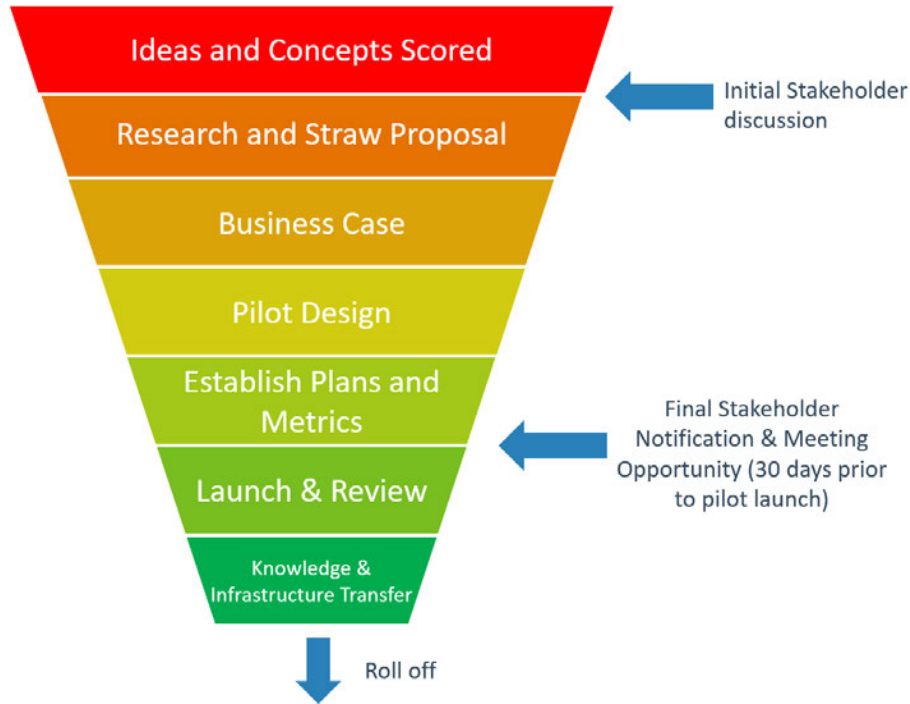 Ideas and Concepts Scored
Initial Stakeholder
discussion
Research and Straw Proposal
Business Case
Pilot Design
Establish Plans and
Metrics
Final Stakeholder
Notification & Meeting
Opportunity (30 days prior
to pilot launch)
Launch & Review
Knowledge &
Infrastructure Transfer
Roll off